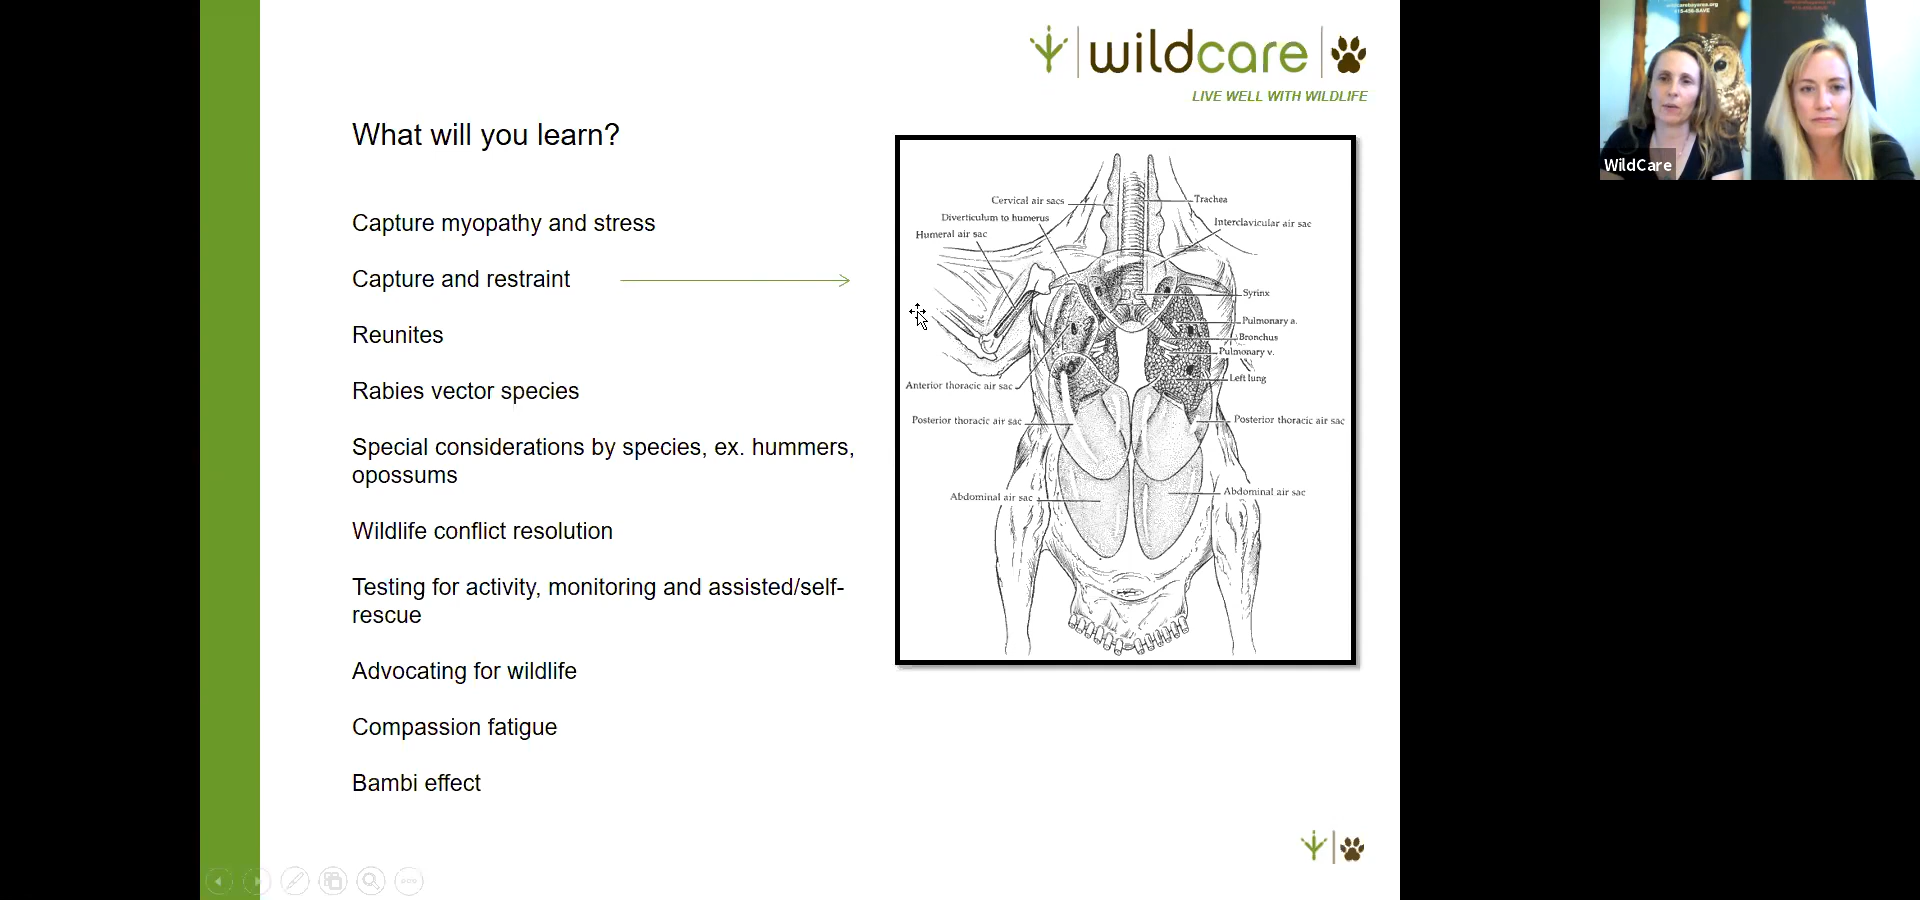 wildcare
LIVE WELL WITH WILDLIFE
What will you learn?
Capture myopathy and stress
Capture and restraint
Reunites
Rabies vector species
Special considerations by species, ex. hummers,
opossums
Wildlife conflict resolution
Testing for activity, monitoring and assisted/self-
rescue
Advocating for wildlife
Compassion fatigue
Bambi effect
Cervical air sacs
Diverticulum to humerus
Humeral air sac
Trachea
Interclavicular air sac
Syrinx
Pulmonary a.
Bronchus
Pulmonary v.
Left lung
Anterior thoracic air sac
Posterior thoracic air sac
Posterior thoracic air sac
Abdominal air sac
Abdominal air sac
WildCare